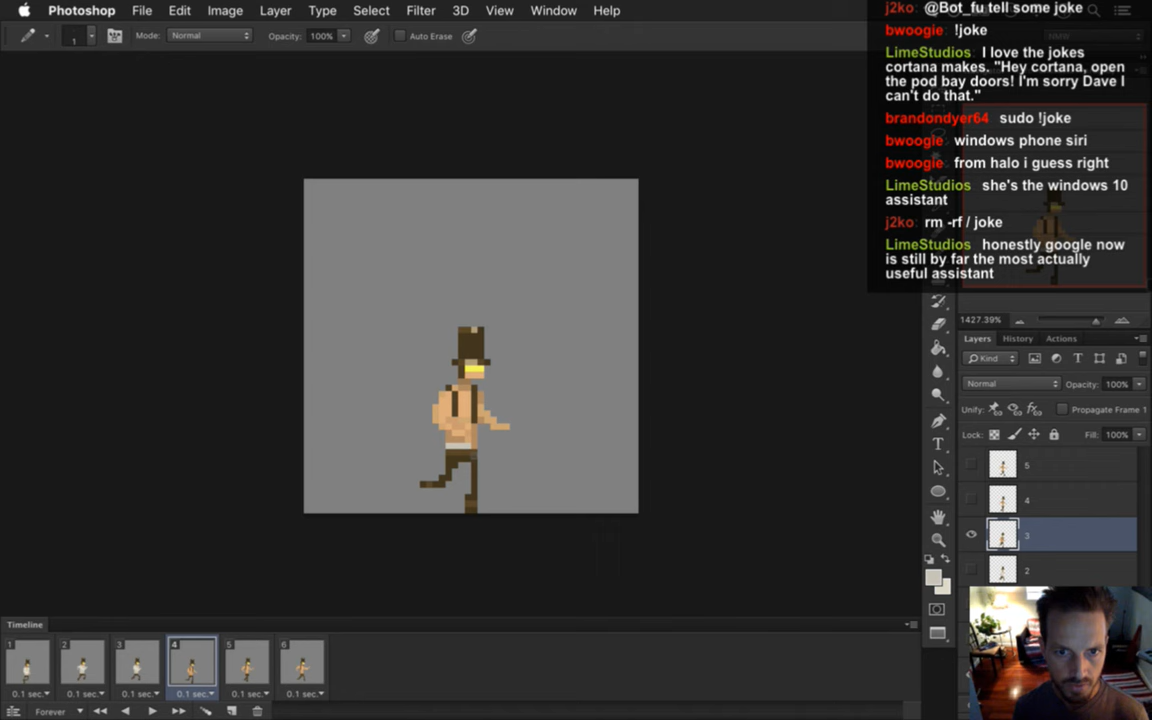 Photoshop File Edit Image Layer Type Select Filter 3D View Window Help
1 Mode: Normal Opacity: 100% Auto Erase
j2ko: @Bot_fu tell some joke
bwoogie: !joke
LimeStudios: I love the jokes
cortana makes. "Hey cortana, open
the pod bay doors! I'm sorry Dave I
can't do that."
brandondyer64 sudo !joke
bwoogie: windows phone siri
bwoogie: from halo i guess right
LimeStudios she's the windows 10
assistant
j2ko: rm -rf / joke
LimeStudios honestly google now
is still by far the most actually
useful assistant
1427.39%
Layers History Actions
Kind
Normal Opacity: 100%
Unify: Propagate Frame 1
Lock: Fill: 100%
5
4
3
2
Timeline
1 2 3 4 5 6
0.1 sec. 0.1 sec. 0.1 sec. 0.1 sec. 0.1 sec. 0.1 sec.
Forever